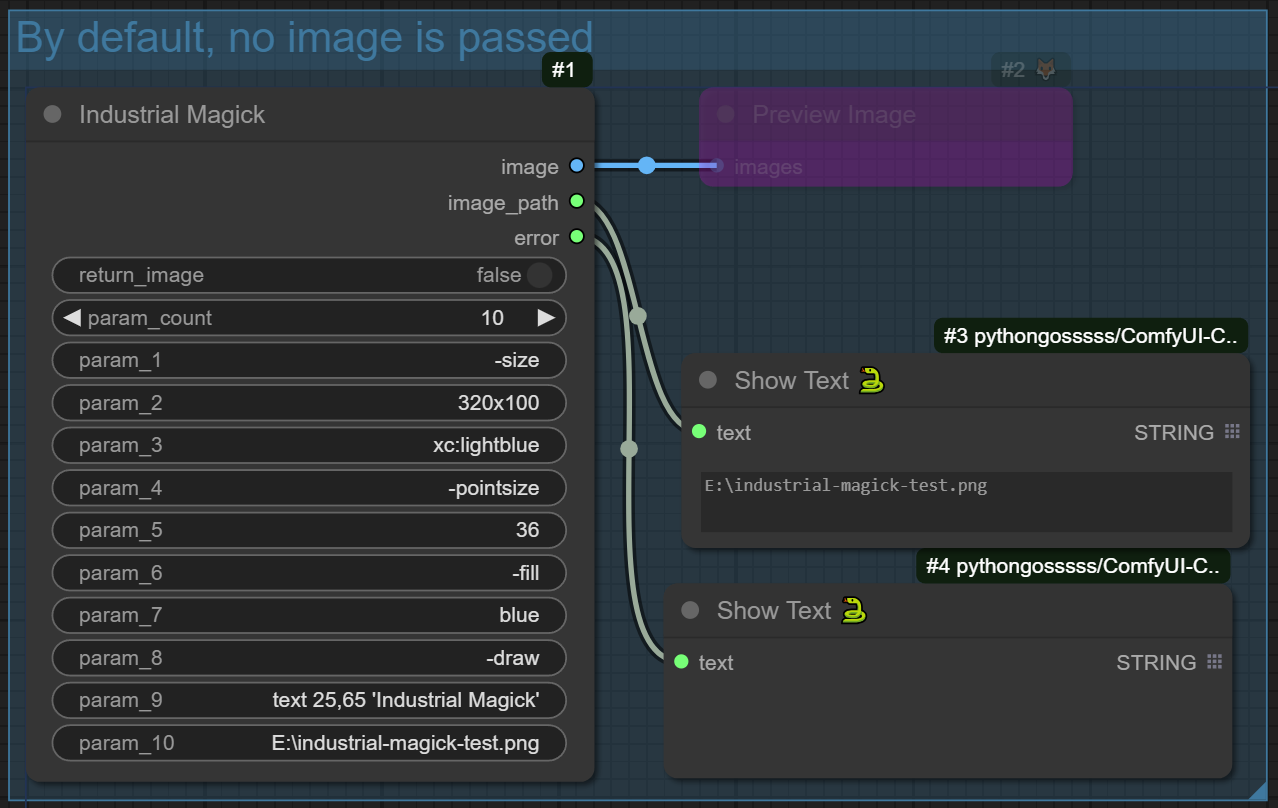 By default, no image is passed
#1
Industrial Magick
image
image_path
error
return_image false
param_count 10
param_1 -size
param_2 320x100
param_3 xc:lightblue
param_4 -pointsize
param_5 36
param_6 -fill
param_7 blue
param_8 -draw
param_9 text 25,65 'Industrial Magick'
param_10 E:\industrial-magick-test.png
#2 🦊
Preview Image
images
#3 pythongosssss/ComfyUI-C..
Show Text 🐍
text STRING
E:\industrial-magick-test.png
#4 pythongosssss/ComfyUI-C..
Show Text 🐍
text STRING